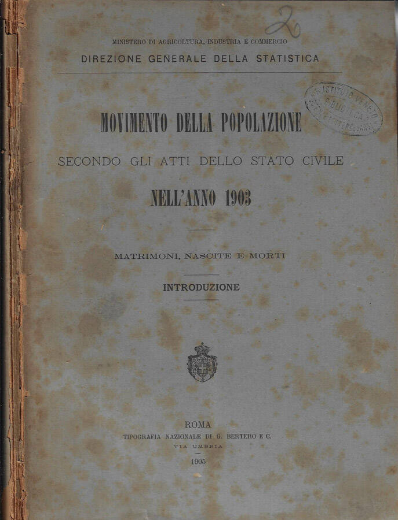 2
MINISTERO DI AGRICOLTURA, INDUSTRIA E COMMERCIO
DIREZIONE GENERALE DELLA STATISTICA
MOVIMENTO DELLA POPOLAZIONE
SECONDO GLI ATTI DELLO STATO CIVILE
NELL'ANNO 1903
MATRIMONI, NASCITE E MORTI
INTRODUZIONE
ROMA
TIPOGRAFIA NAZIONALE DI G. BERTERO E C.
VIA UMBRIA
1905